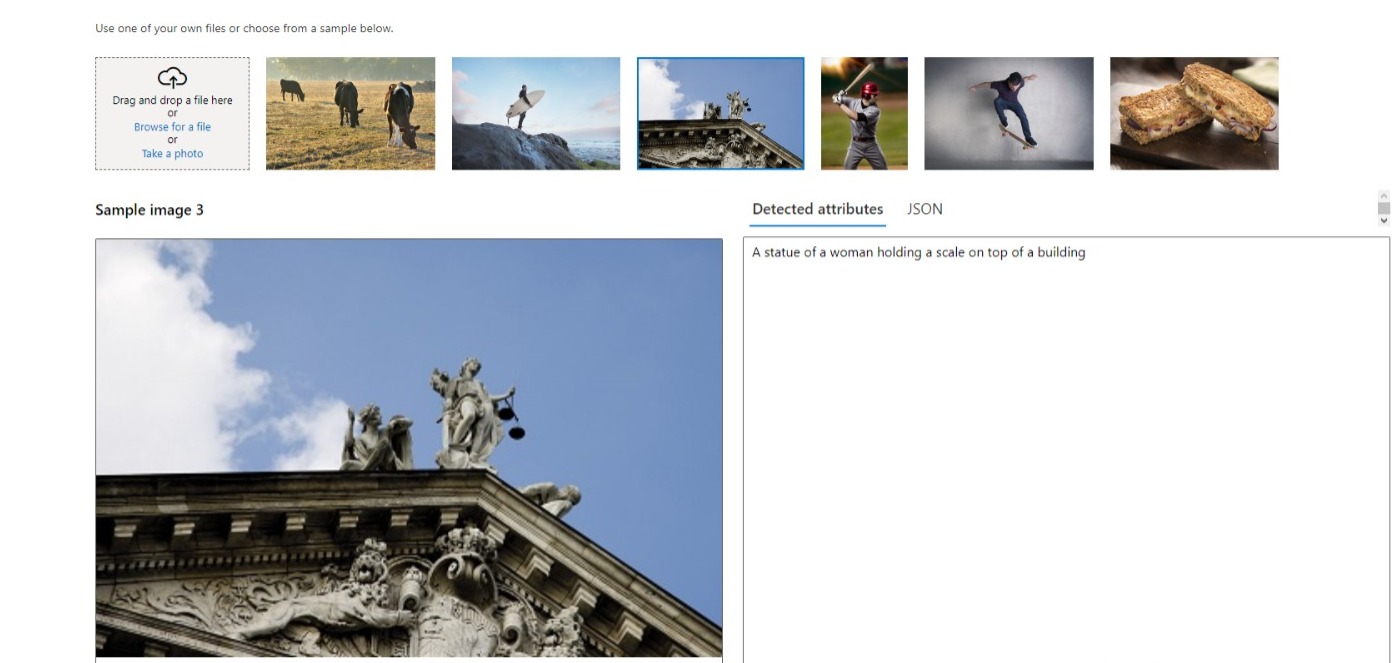 Use one of your own files or choose from a sample below.
Drag and drop a file here
or
Browse for a file
or
Take a photo
Sample image 3
Detected attributes
JSON
A statue of a woman holding a scale on top of a building